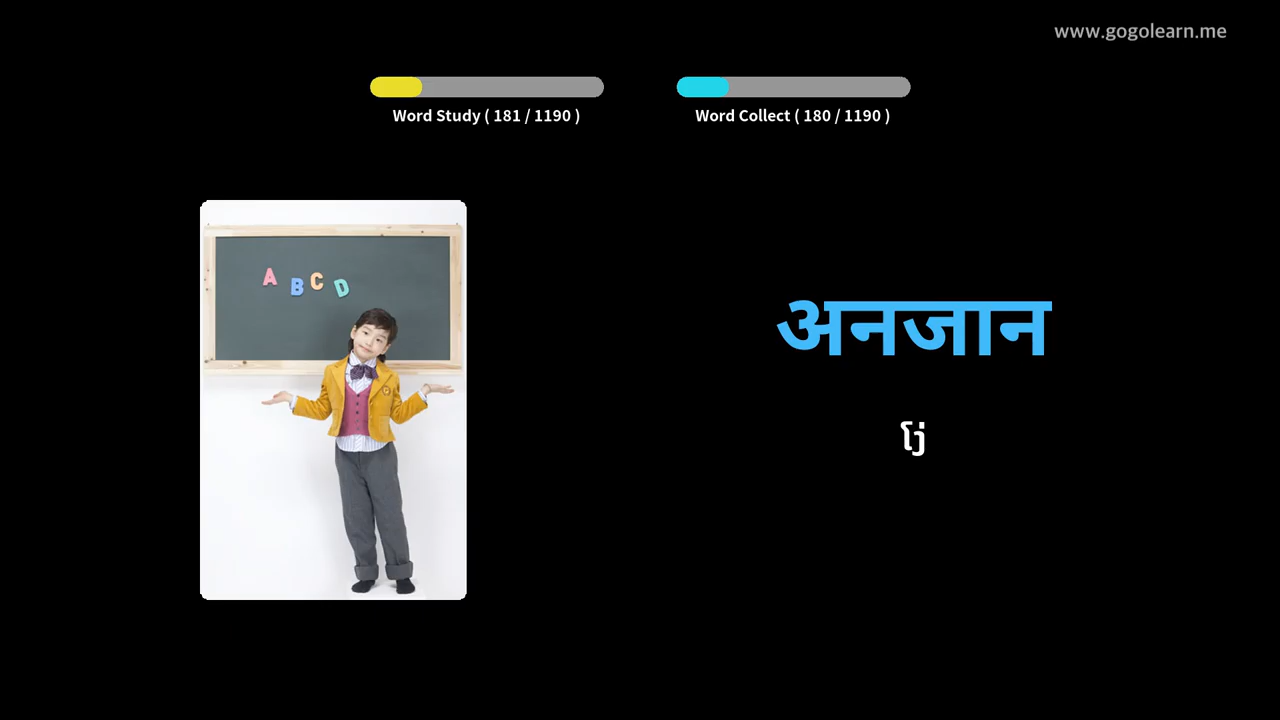 www.gogolearn.me
Word Study ( 181 / 1190 )
Word Collect ( 180 / 1190 )
A B C D
अनजान